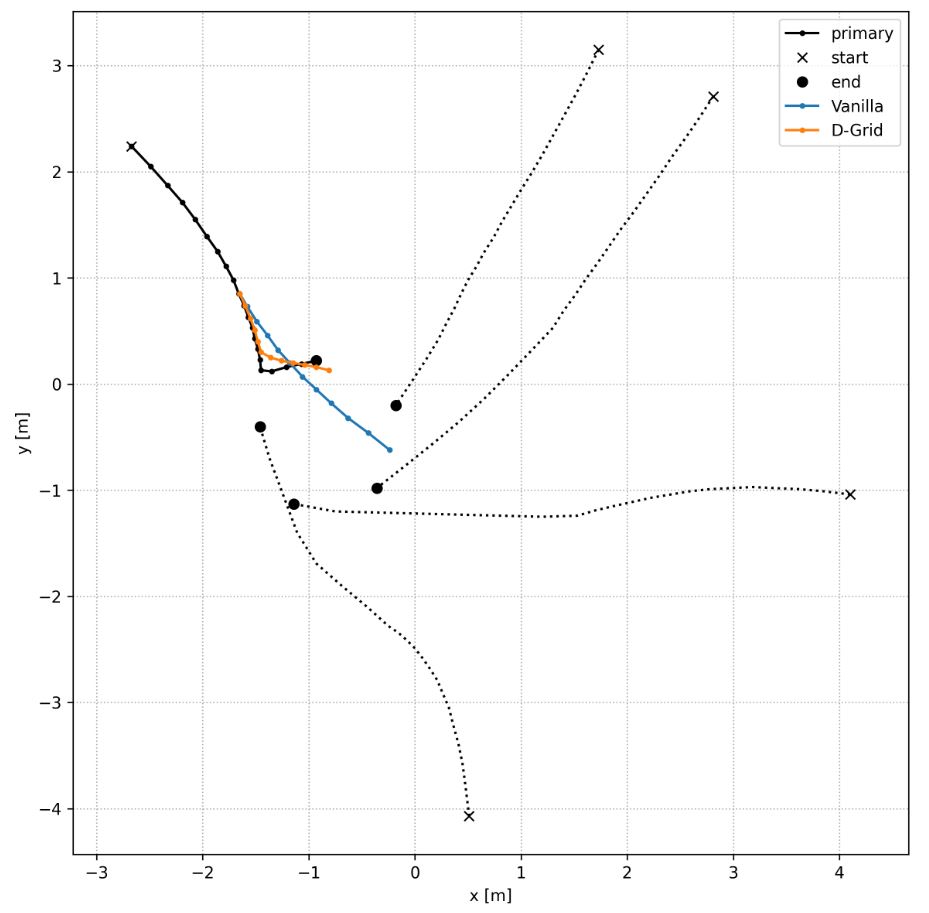 primary
start
end
Vanilla
D-Grid
3
2
1
0
−1
−2
−3
−4
y [m]
−3 −2 −1 0 1 2 3 4
x [m]